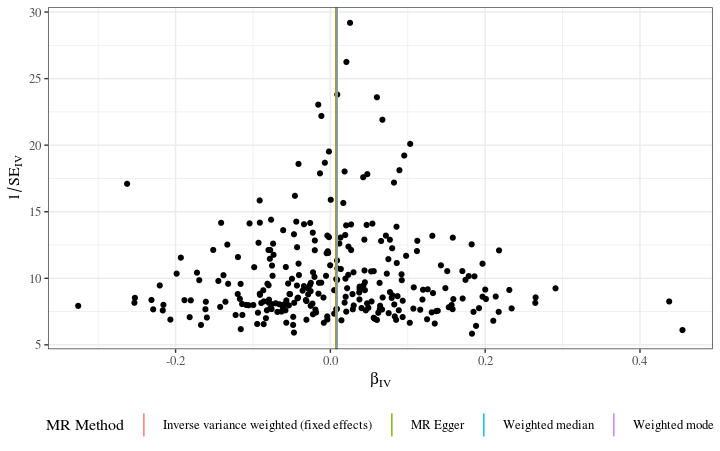 30
25
20
15
10
5
1/SE_IV
-0.2 0.0 0.2 0.4
β_IV
MR Method Inverse variance weighted (fixed effects) MR Egger Weighted median Weighted mode